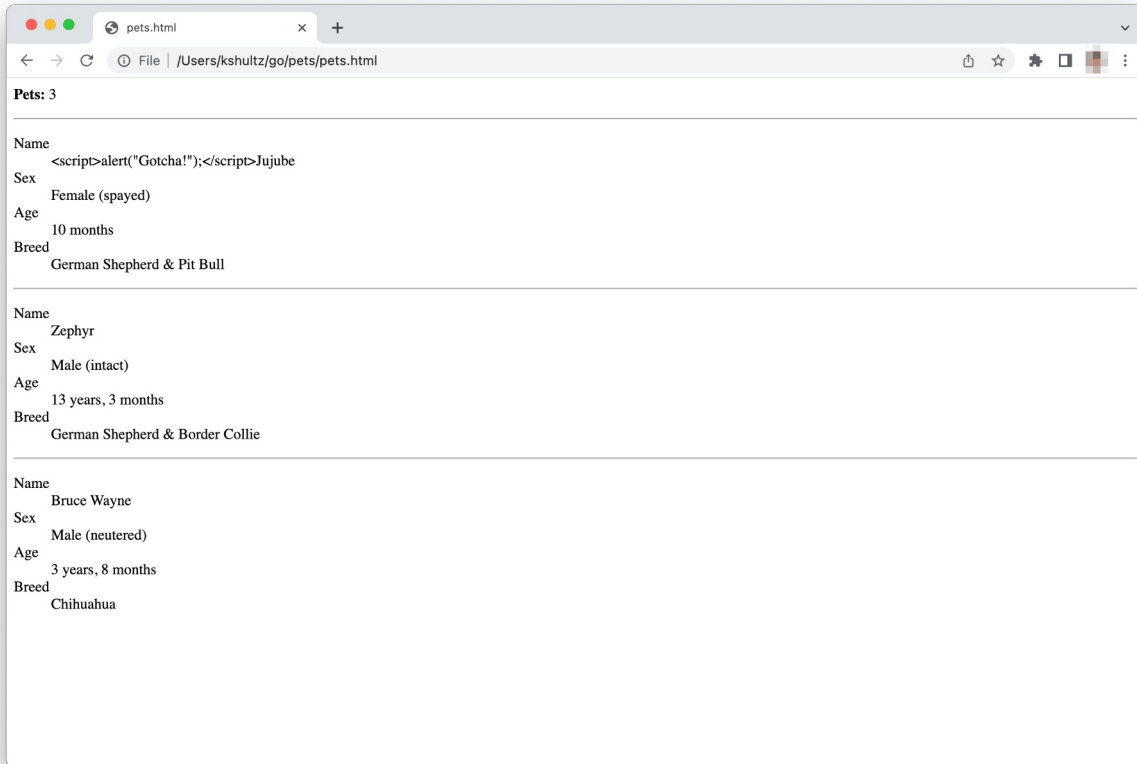 pets.html
File | /Users/kshultz/go/pets/pets.html
Pets: 3
Name
<script>alert("Gotcha!");</script>Jujube
Sex
Female (spayed)
Age
10 months
Breed
German Shepherd & Pit Bull
Name
Zephyr
Sex
Male (intact)
Age
13 years, 3 months
Breed
German Shepherd & Border Collie
Name
Bruce Wayne
Sex
Male (neutered)
Age
3 years, 8 months
Breed
Chihuahua